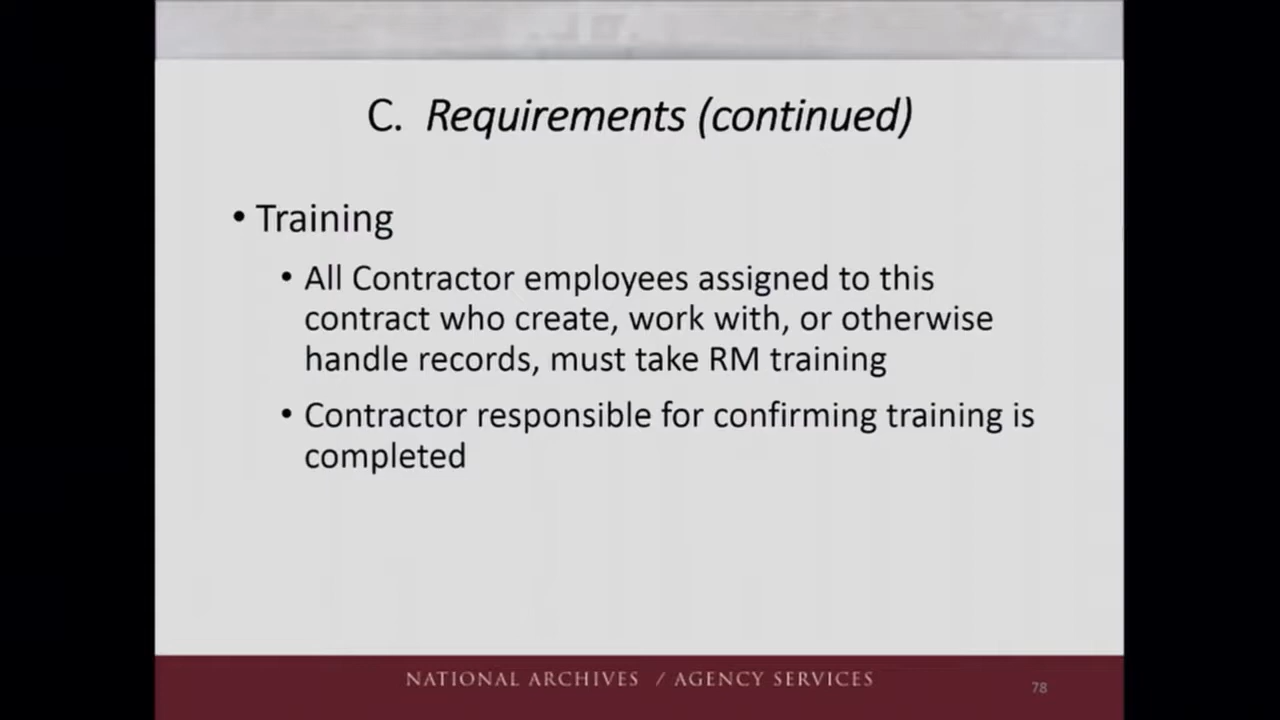 C. Requirements (continued)
• Training
• All Contractor employees assigned to this
contract who create, work with, or otherwise
handle records, must take RM training
• Contractor responsible for confirming training is
completed
NATIONAL ARCHIVES / AGENCY SERVICES
78